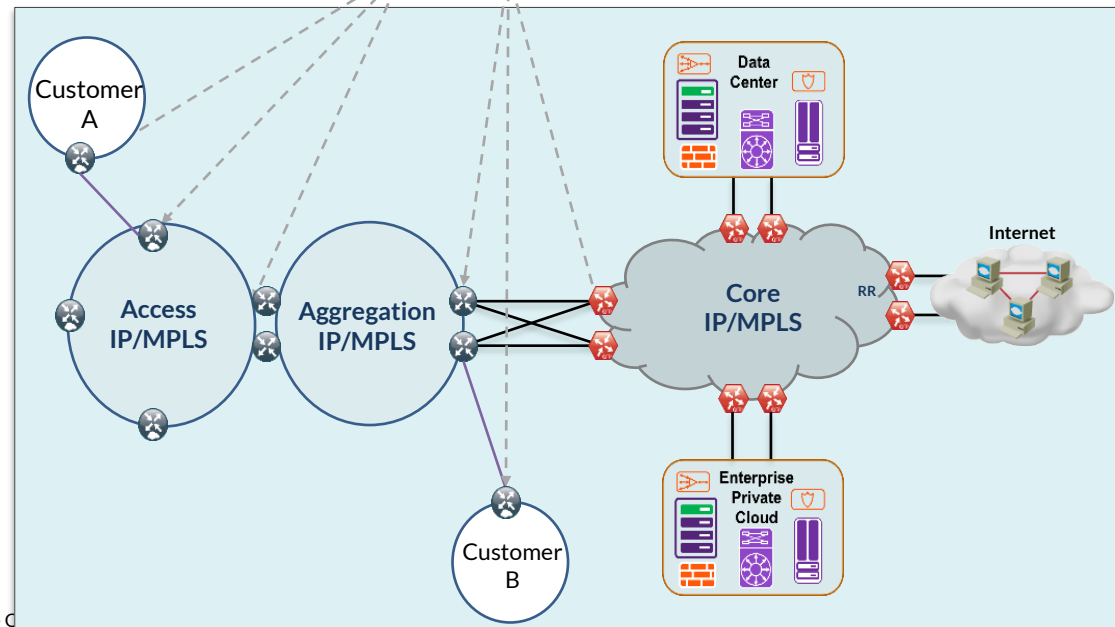 Customer
A
Data
Center
Internet
Access
IP/MPLS
Aggregation
IP/MPLS
Core
IP/MPLS
RR
Enterprise
Private
Cloud
Customer
B